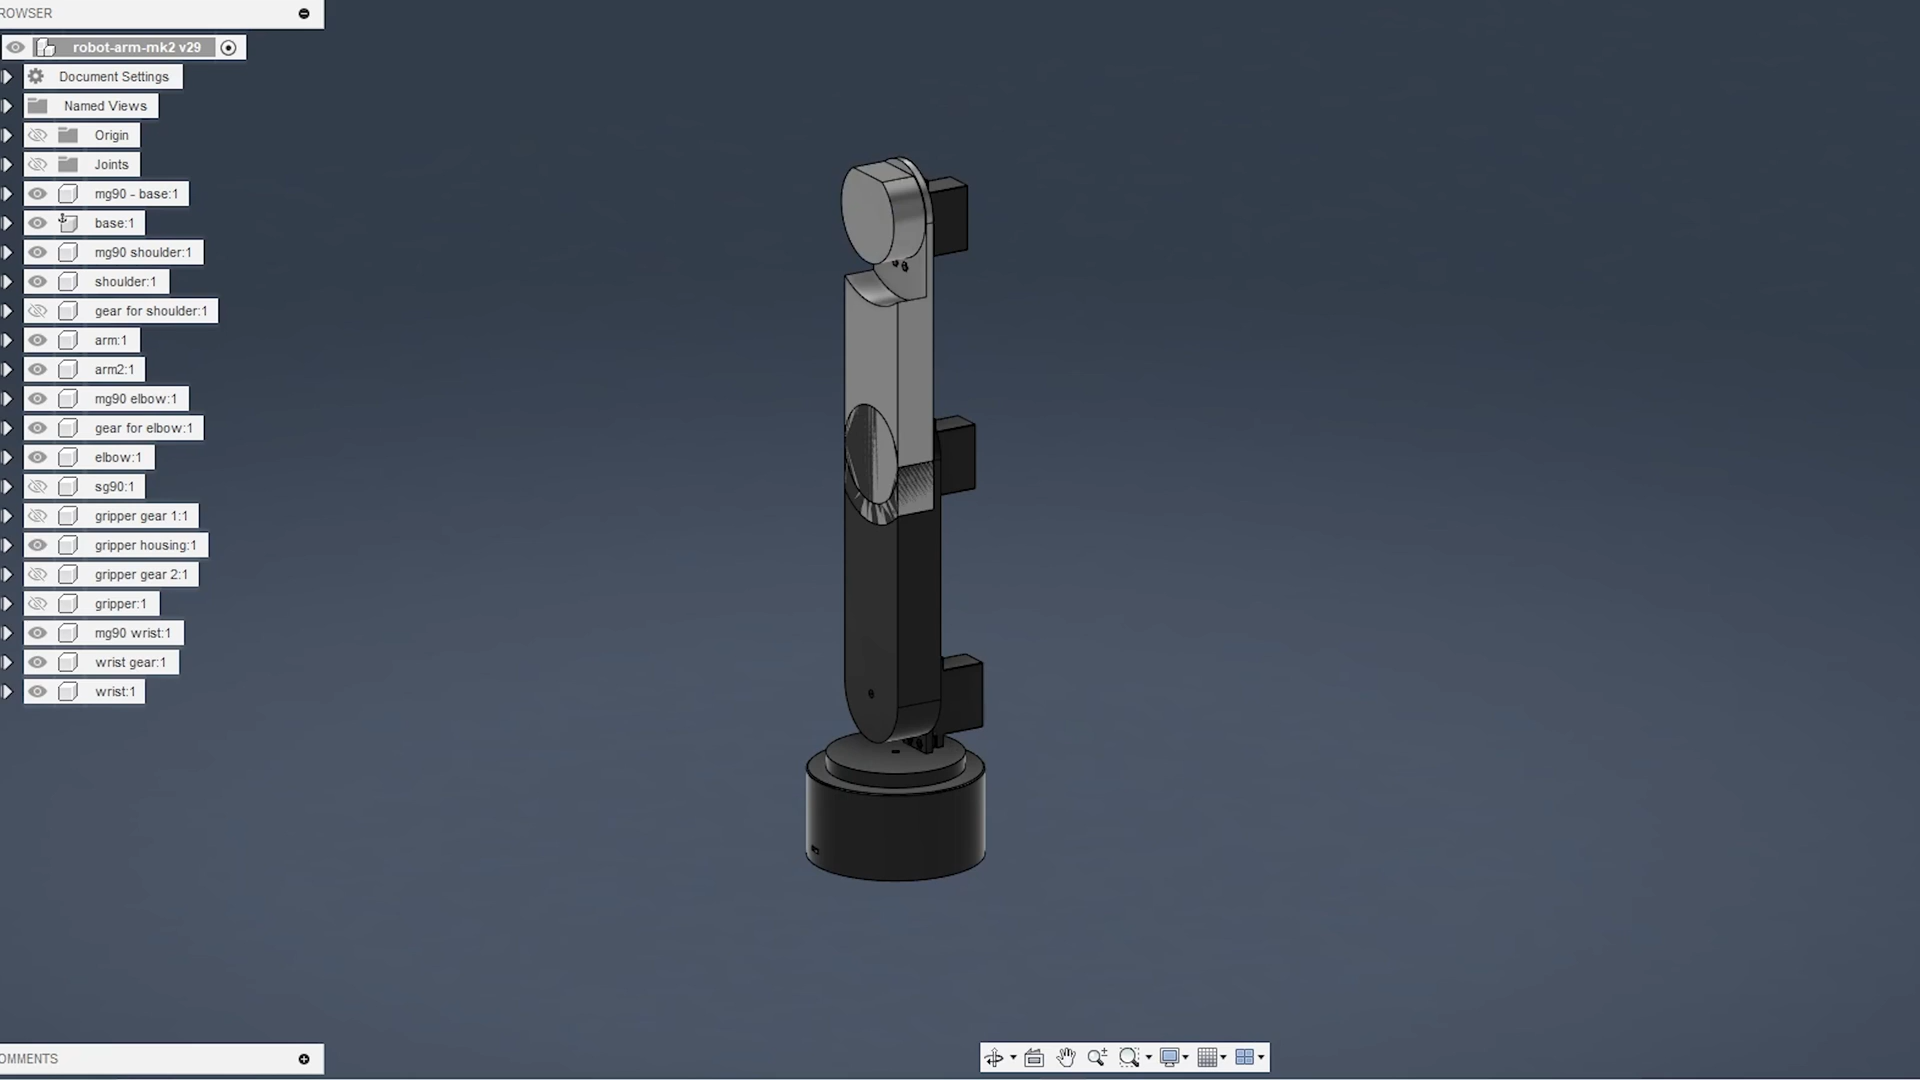 ROWSER
robot-arm-mk2 v29
Document Settings
Named Views
Origin
Joints
mg90 - base:1
base:1
mg90 shoulder:1
shoulder:1
gear for shoulder:1
arm:1
arm2:1
mg90 elbow:1
gear for elbow:1
elbow:1
sg90:1
gripper gear 1:1
gripper housing:1
gripper gear 2:1
gripper:1
mg90 wrist:1
wrist gear:1
wrist:1
OMMENTS